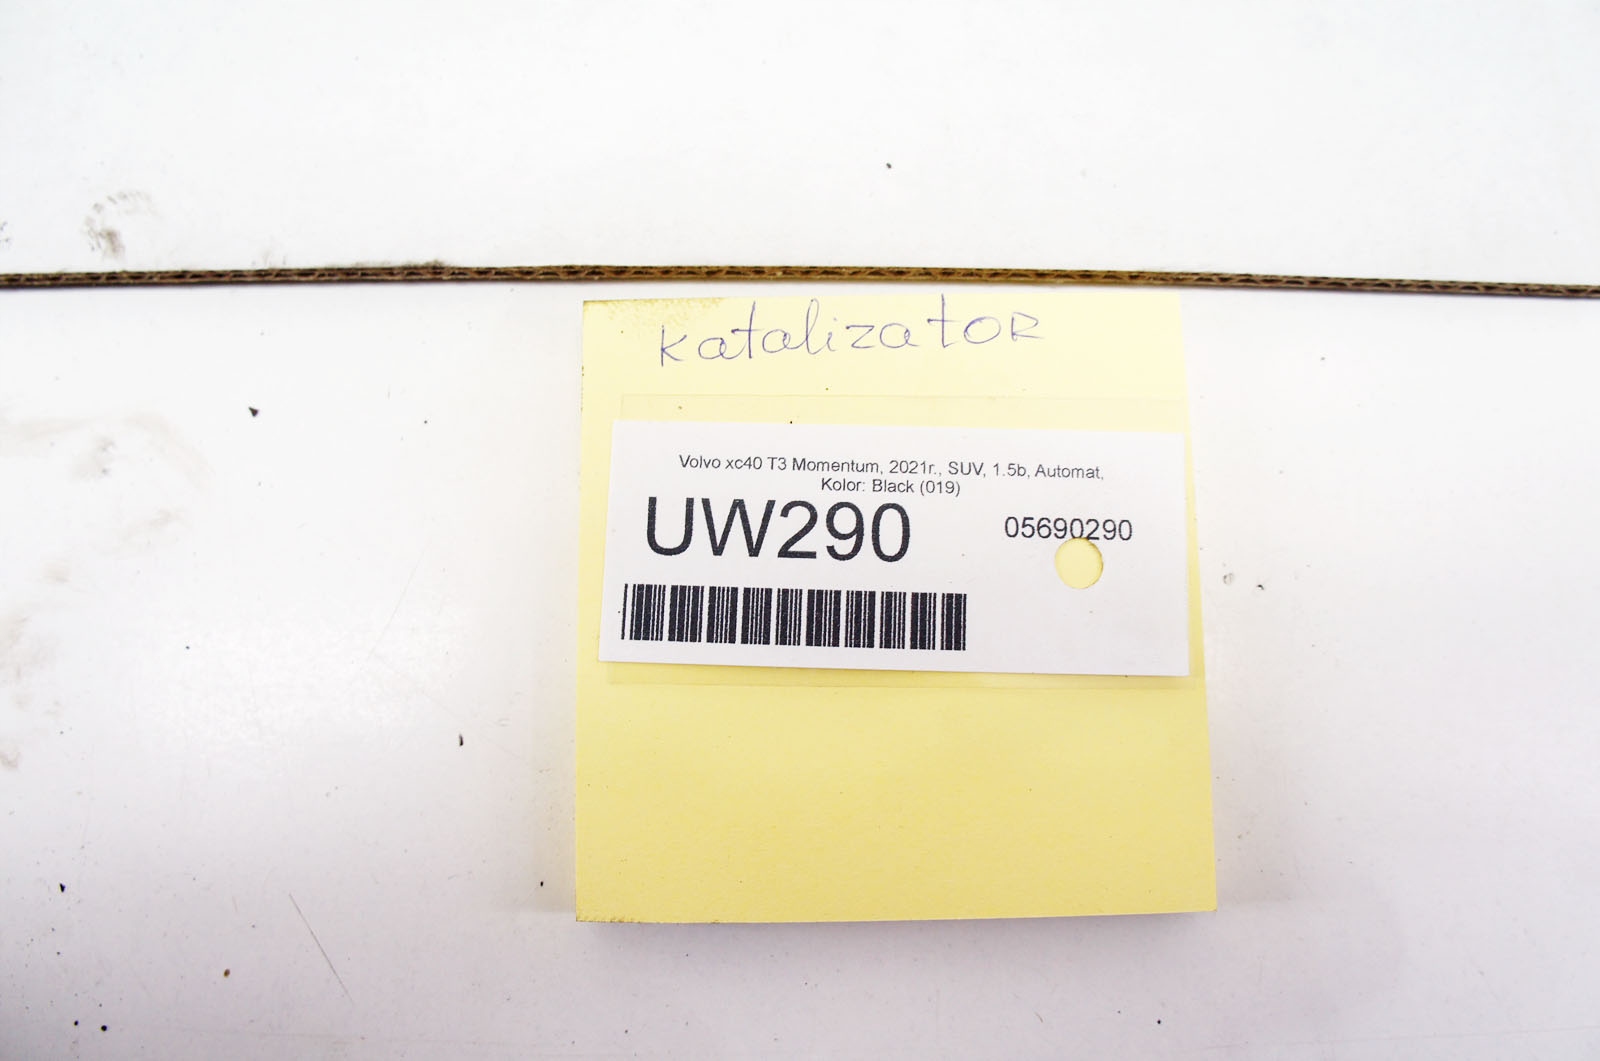 katalizator
Volvo xc40 T3 Momentum, 2021r., SUV, 1.5b, Automat,
Kolor: Black (019)
UW290
05690290